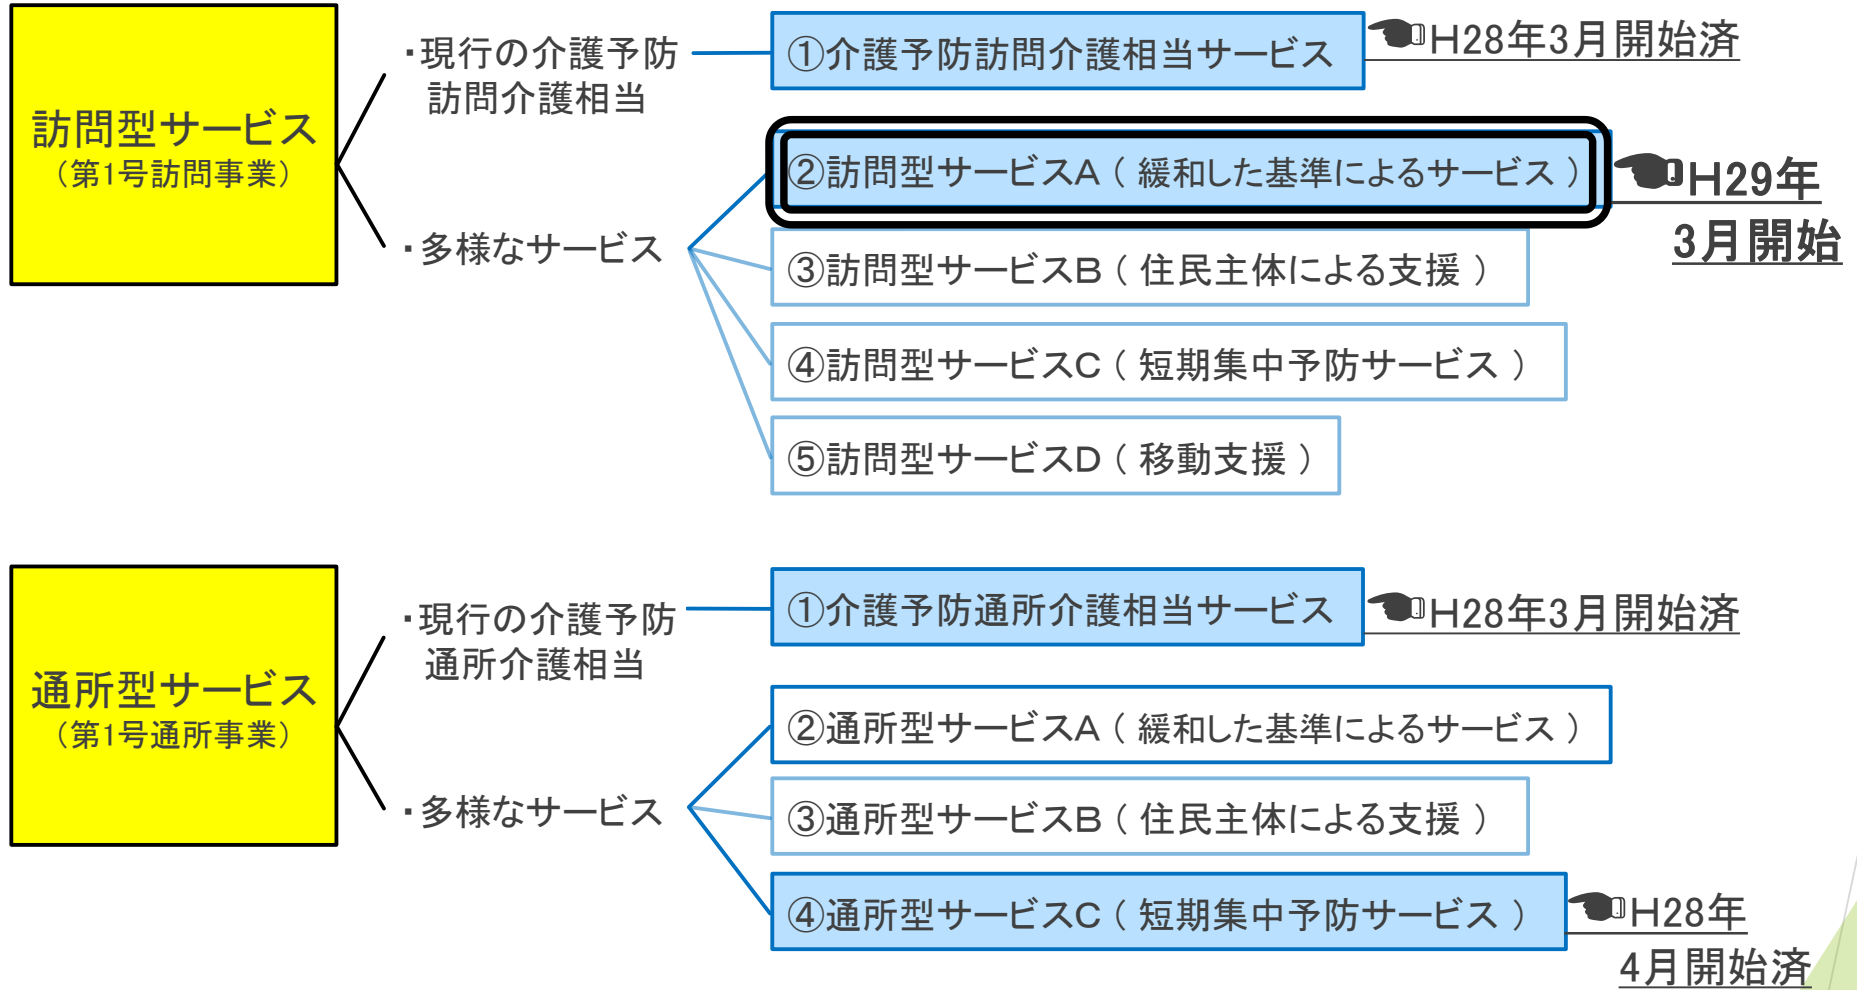 訪問型サービス
（第1号訪問事業）
・現行の介護予防
訪問介護相当
①介護予防訪問介護相当サービス
H28年3月開始済
②訪問型サービスA（緩和した基準によるサービス）
H29年
3月開始
・多様なサービス
③訪問型サービスB（住民主体による支援）
④訪問型サービスC（短期集中予防サービス）
⑤訪問型サービスD（移動支援）
通所型サービス
（第1号通所事業）
・現行の介護予防
通所介護相当
①介護予防通所介護相当サービス
H28年3月開始済
・多様なサービス
②通所型サービスA（緩和した基準によるサービス）
③通所型サービスB（住民主体による支援）
④通所型サービスC（短期集中予防サービス）
H28年
4月開始済